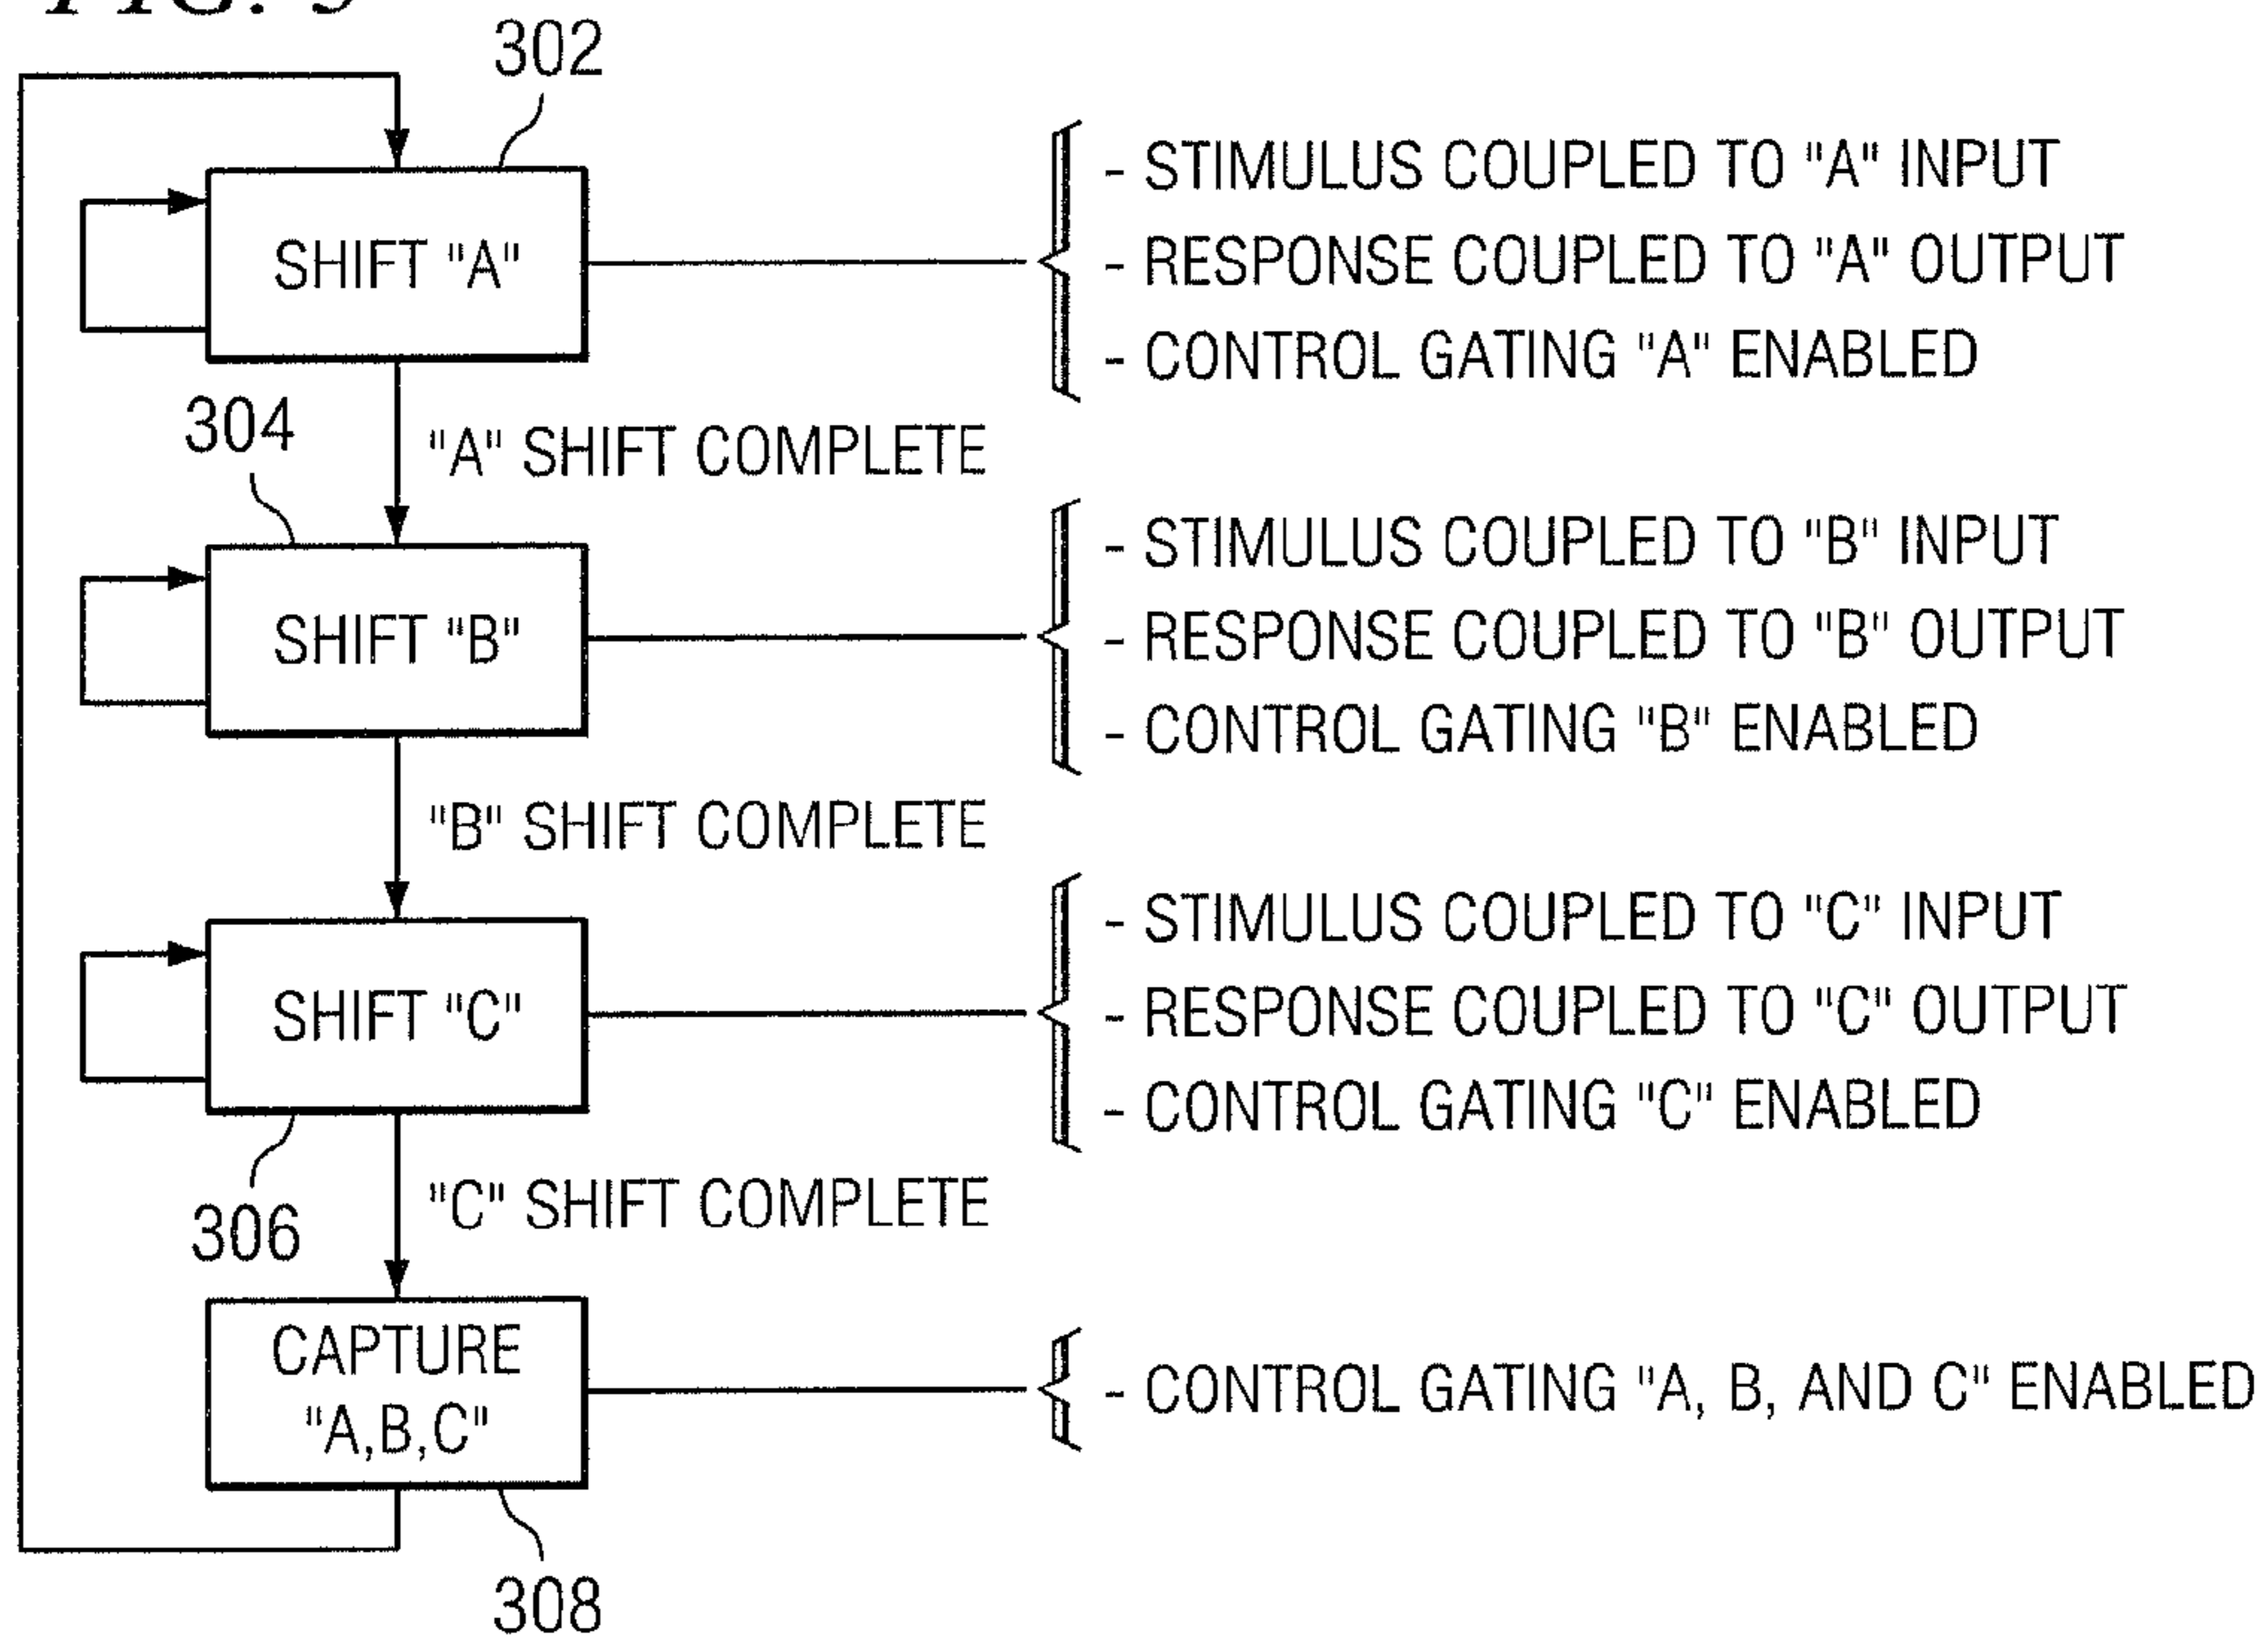 302
- STIMULUS COUPLED TO "A" INPUT
SHIFT "A"
- RESPONSE COUPLED TO "A" OUTPUT
- CONTROL GATING "A" ENABLED
304
"A" SHIFT COMPLETE
- STIMULUS COUPLED TO "B" INPUT
SHIFT "B"
- RESPONSE COUPLED TO "B" OUTPUT
- CONTROL GATING "B" ENABLED
"B" SHIFT COMPLETE
- STIMULUS COUPLED TO "C" INPUT
SHIFT "C"
- RESPONSE COUPLED TO "C" OUTPUT
- CONTROL GATING "C" ENABLED
306
"C" SHIFT COMPLETE
CAPTURE
"A,B,C"
- CONTROL GATING "A, B, AND C" ENABLED
308